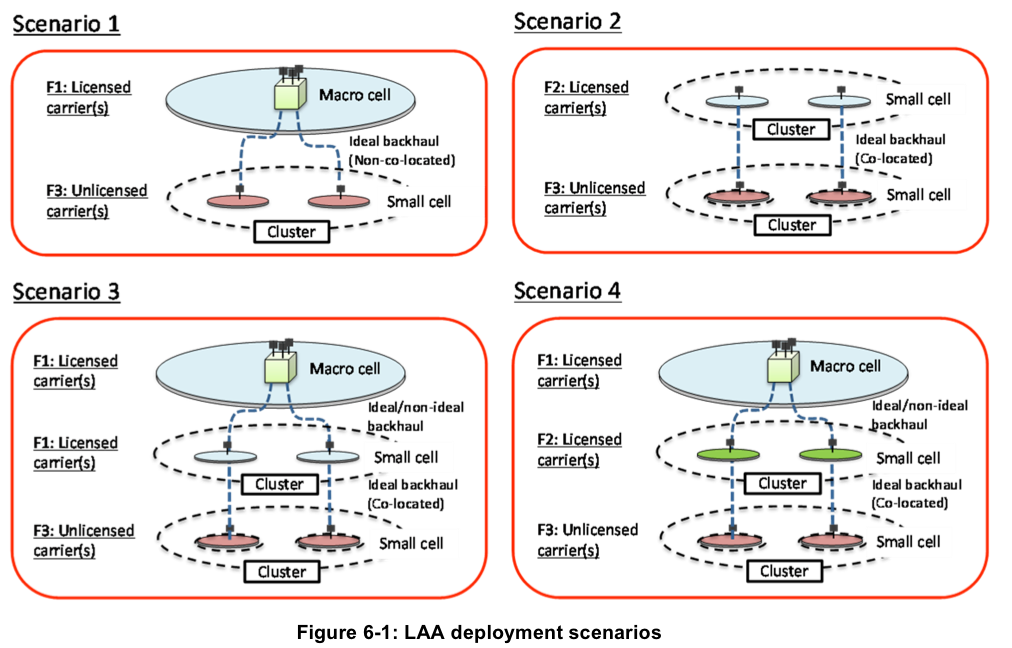 Scenario 1
F1: Licensed
carrier(s)
Macro cell
Ideal backhaul
(Non-co-located)
F3: Unlicensed
carrier(s)
Small cell
Cluster
Scenario 2
F2: Licensed
carrier(s)
Small cell
Cluster
Ideal backhaul
(Co-located)
F3: Unlicensed
carrier(s)
Small cell
Cluster
Scenario 3
F1: Licensed
carrier(s)
Macro cell
Ideal/non-ideal
backhaul
F1: Licensed
carrier(s)
Small cell
Cluster
Ideal backhaul
(Co-located)
F3: Unlicensed
carrier(s)
Small cell
Cluster
Scenario 4
F1: Licensed
carrier(s)
Macro cell
Ideal/non-ideal
backhaul
F2: Licensed
carrier(s)
Small cell
Cluster
Ideal backhaul
(Co-located)
F3: Unlicensed
carrier(s)
Small cell
Cluster
Figure 6-1: LAA deployment scenarios